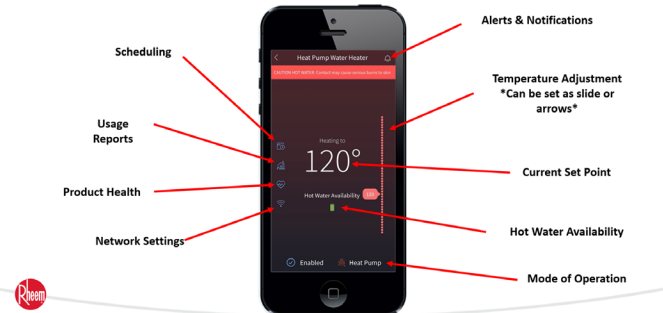 Alerts & Notifications
Scheduling
Heat Pump Water Heater
CAUTION HOT WATER. Contact may cause serious burns to skin
Temperature Adjustment
*Can be set as slide or
arrows*
Usage
Reports
Heating to
120°
Current Set Point
Product Health
Hot Water Availability
120
Hot Water Availability
Network Settings
Enabled
Heat Pump
Mode of Operation
Rheem